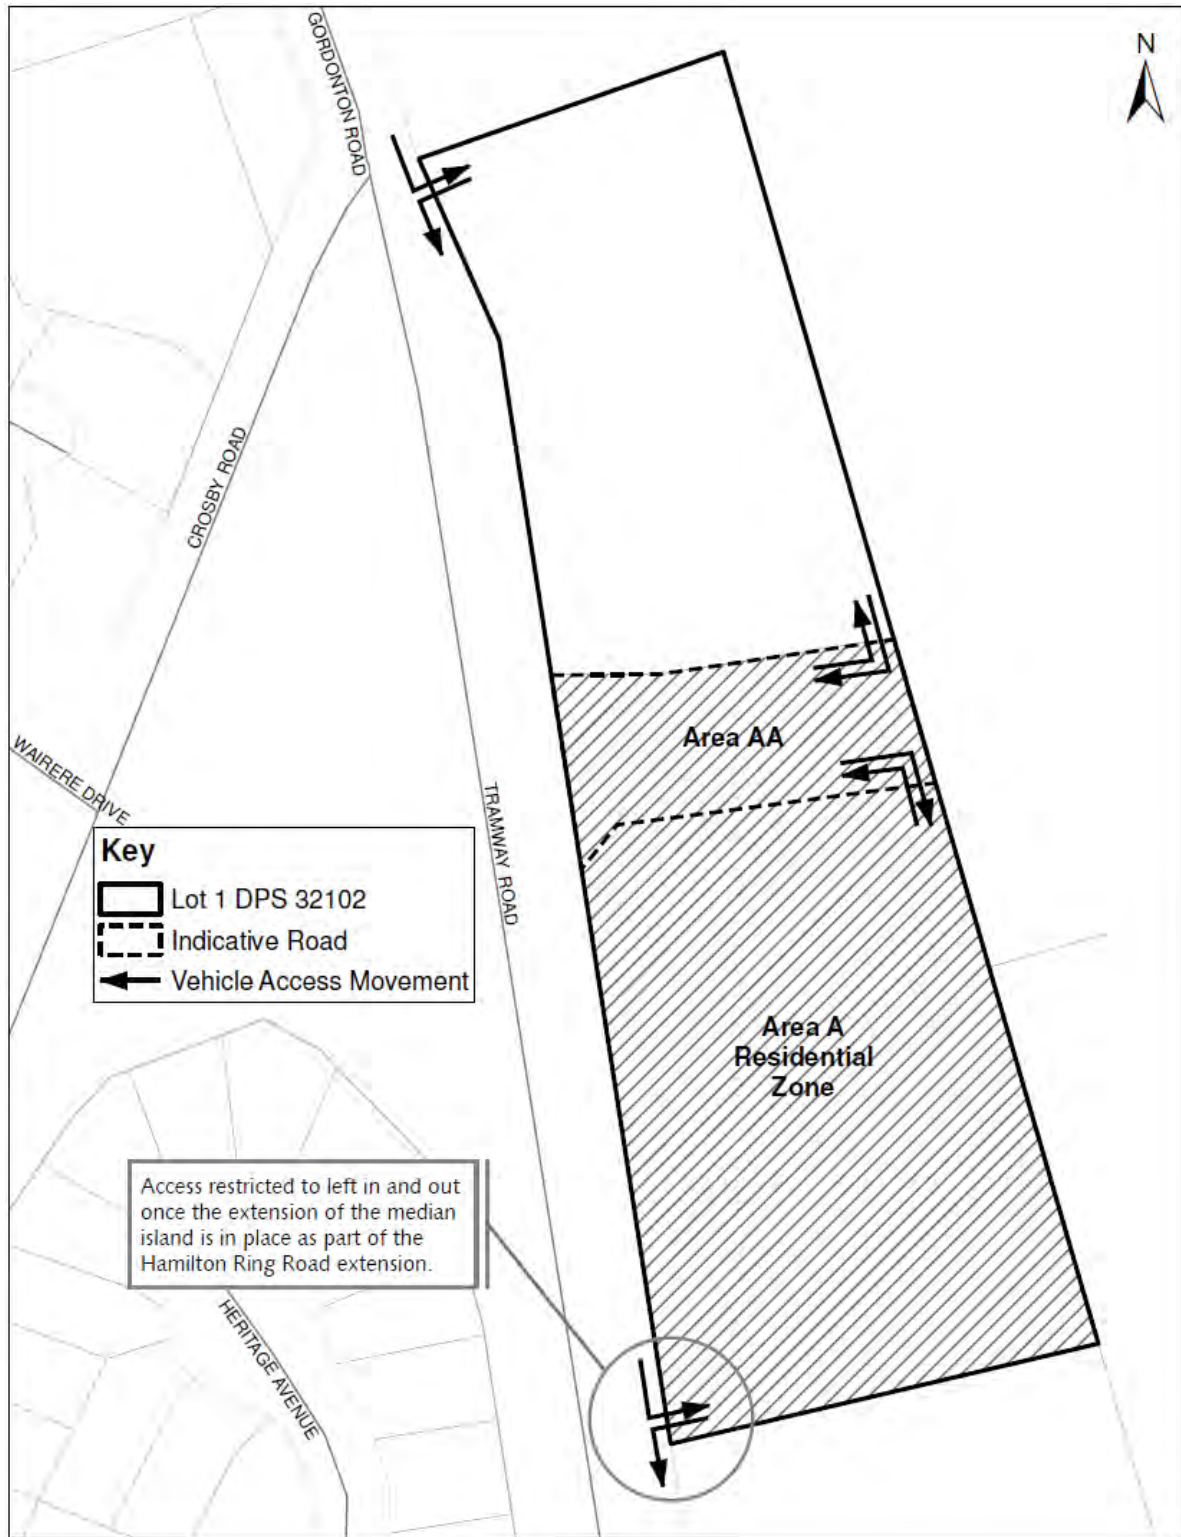 GORDONTON ROAD
N
CROSBY ROAD
Area AA
WAIRERE DRIVE
TRAMWAY ROAD
Key
Lot 1 DPS 32102
Indicative Road
Vehicle Access Movement
Area A
Residential
Zone
Access restricted to left in and out
once the extension of the median
island is in place as part of the
Hamilton Ring Road extension.
HERITAGE AVENUE